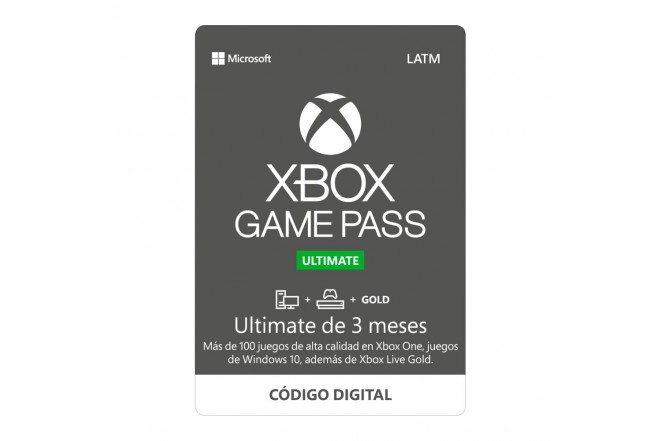 Microsoft LATM
XBOX
GAME PASS
ULTIMATE
+ + GOLD
Ultimate de 3 meses
Más de 100 juegos de alta calidad en Xbox One, juegos
de Windows 10, además de Xbox Live Gold.
CÓDIGO DIGITAL